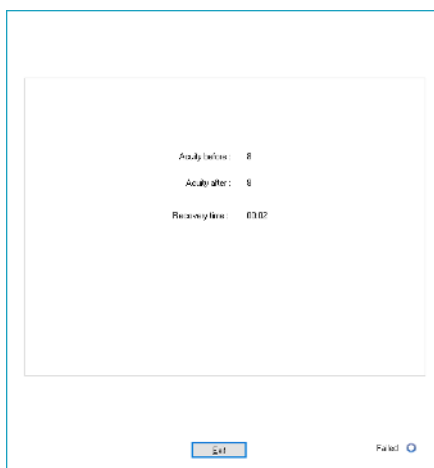 Acuity before : 8
Acuity after : 8
Recovery time : 00:02
Exit
Failed